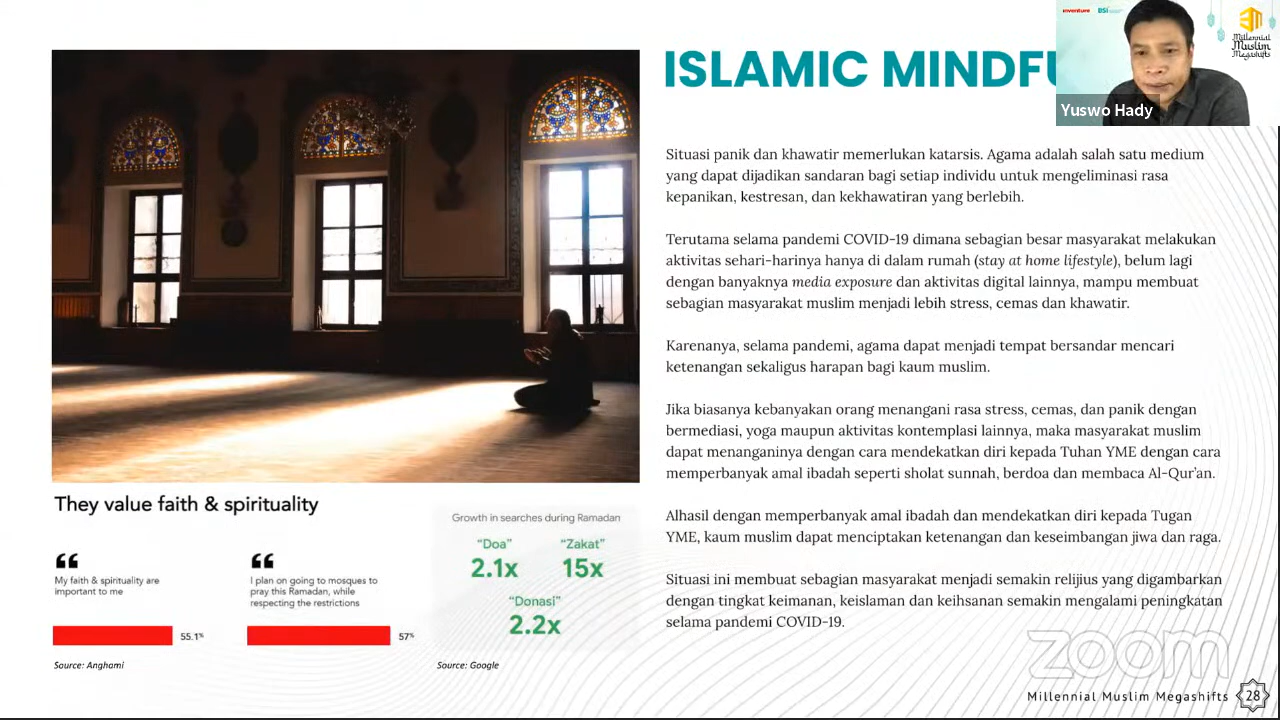 ISLAMIC MINDFU
inventure BSI
Millennial
Muslim
Megashifts
Yuswo Hady
Situasi panik dan khawatir memerlukan katarsis. Agama adalah salah satu medium
yang dapat dijadikan sandaran bagi setiap individu untuk mengeliminasi rasa
kepanikan, kestresan, dan kekhawatiran yang berlebih.
Terutama selama pandemi COVID-19 dimana sebagian besar masyarakat melakukan
aktivitas sehari-harinya hanya di dalam rumah (stay at home lifestyle), belum lagi
dengan banyaknya media exposure dan aktivitas digital lainnya, mampu membuat
sebagian masyarakat muslim menjadi lebih stress, cemas dan khawatir.
Karenanya, selama pandemi, agama dapat menjadi tempat bersandar mencari
ketenangan sekaligus harapan bagi kaum muslim.
Jika biasanya kebanyakan orang menangani rasa stress, cemas, dan panik dengan
bermediasi, yoga maupun aktivitas kontemplasi lainnya, maka masyarakat muslim
dapat menanganinya dengan cara mendekatkan diri kepada Tuhan YME dengan cara
memperbanyak amal ibadah seperti sholat sunnah, berdoa dan membaca Al-Qur'an.
Alhasil dengan memperbanyak amal ibadah dan mendekatkan diri kepada Tugan
YME, kaum muslim dapat menciptakan ketenangan dan keseimbangan jiwa dan raga.
Situasi ini membuat sebagian masyarakat menjadi semakin relijius yang digambarkan
dengan tingkat keimanan, keislaman dan keihsanan semakin mengalami peningkatan
selama pandemi COVID-19.
They value faith & spirituality
“
My faith & spirituality are
important to me
55.1%
“
I plan on going to mosques to
pray this Ramadan, while
respecting the restrictions
57%
Source: Anghami
Growth in searches during Ramadan
“Doa” “Zakat”
2.1x 15x
“Donasi”
2.2x
Source: Google
zoom
Millennial Muslim Megashifts 28